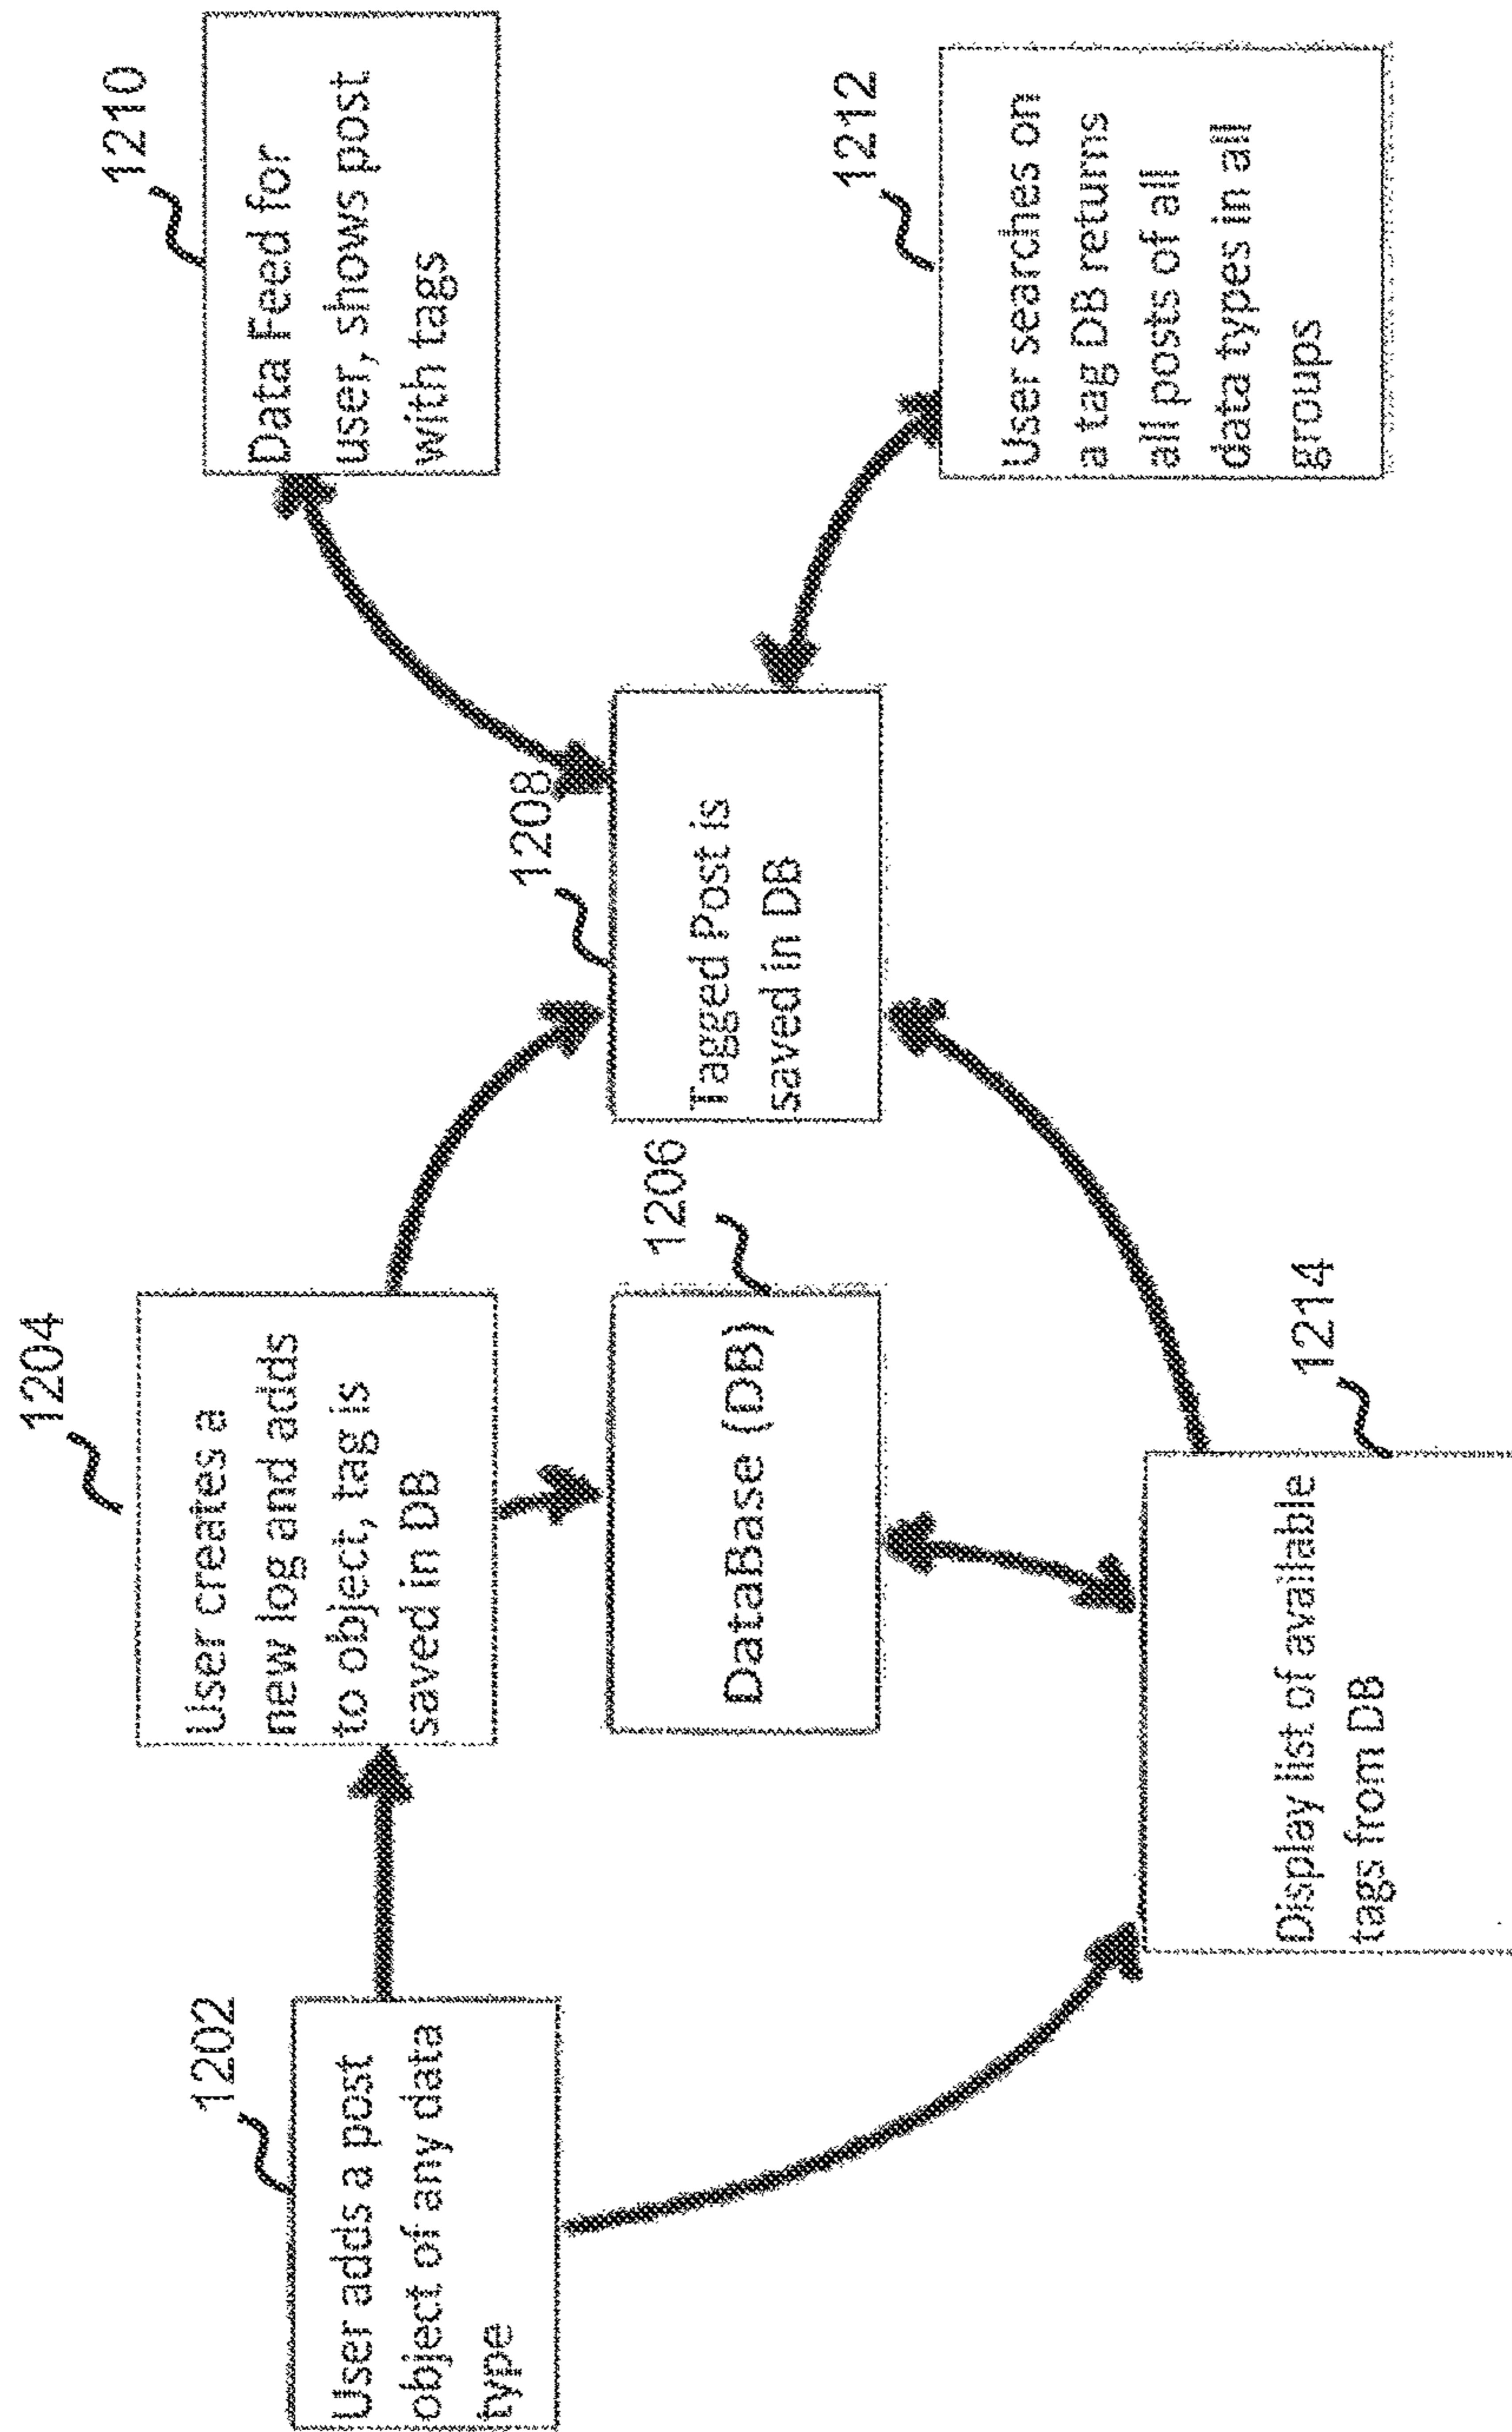 1202
User adds a post
object of any data
type
1204
User creates a
new log and adds
to object, tag is
saved in DB
1206
DataBase (DB)
1208
Tagged Post is
saved in DB
1210
Data Feed for
user, shows post
with tags
1212
User searches on
a tag DB returns
all posts of all
data types in all
groups
1214
Display list of available
tags from DB